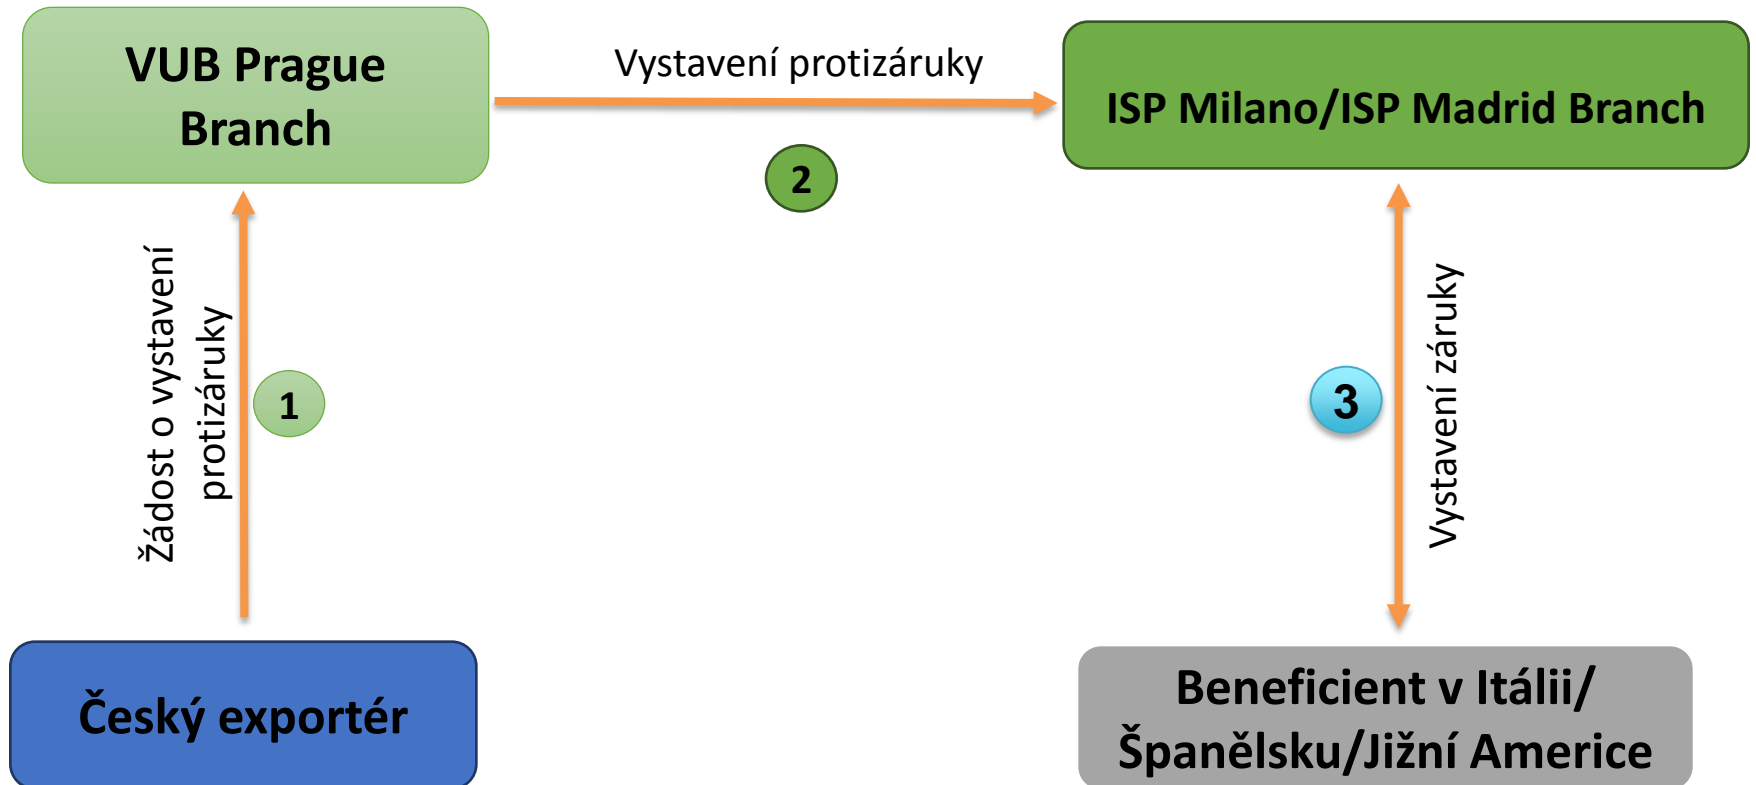 VUB Prague
Branch
Vystavení protizáruky
ISP Milano/ISP Madrid Branch
2
Žádost o vystavení
protizáruky
1
3
Vystavení záruky
Český exportér
Beneficient v Itálii/
Španělsku/Jižní Americe